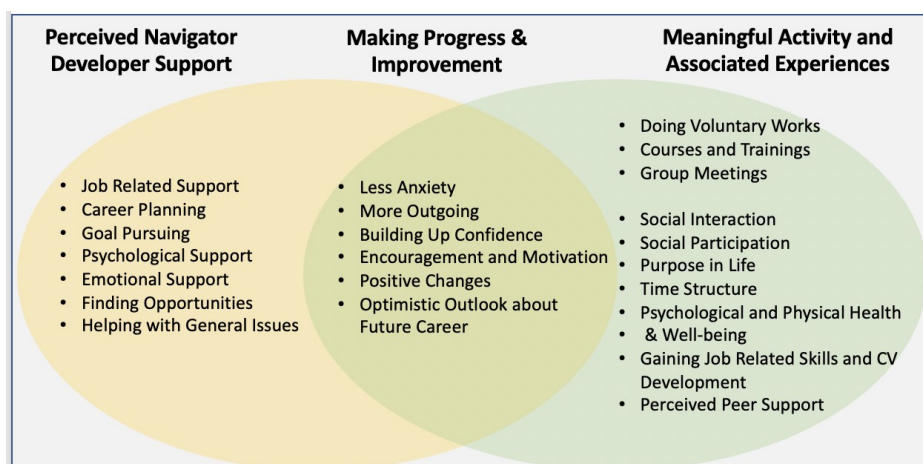 Perceived Navigator
Developer Support
Making Progress &
Improvement
Meaningful Activity and
Associated Experiences
• Job Related Support
• Career Planning
• Goal Pursuing
• Psychological Support
• Emotional Support
• Finding Opportunities
• Helping with General Issues
• Less Anxiety
• More Outgoing
• Building Up Confidence
• Encouragement and Motivation
• Positive Changes
• Optimistic Outlook about
Future Career
• Doing Voluntary Works
• Courses and Trainings
• Group Meetings
• Social Interaction
• Social Participation
• Purpose in Life
• Time Structure
• Psychological and Physical Health
• & Well-being
• Gaining Job Related Skills and CV
Development
• Perceived Peer Support